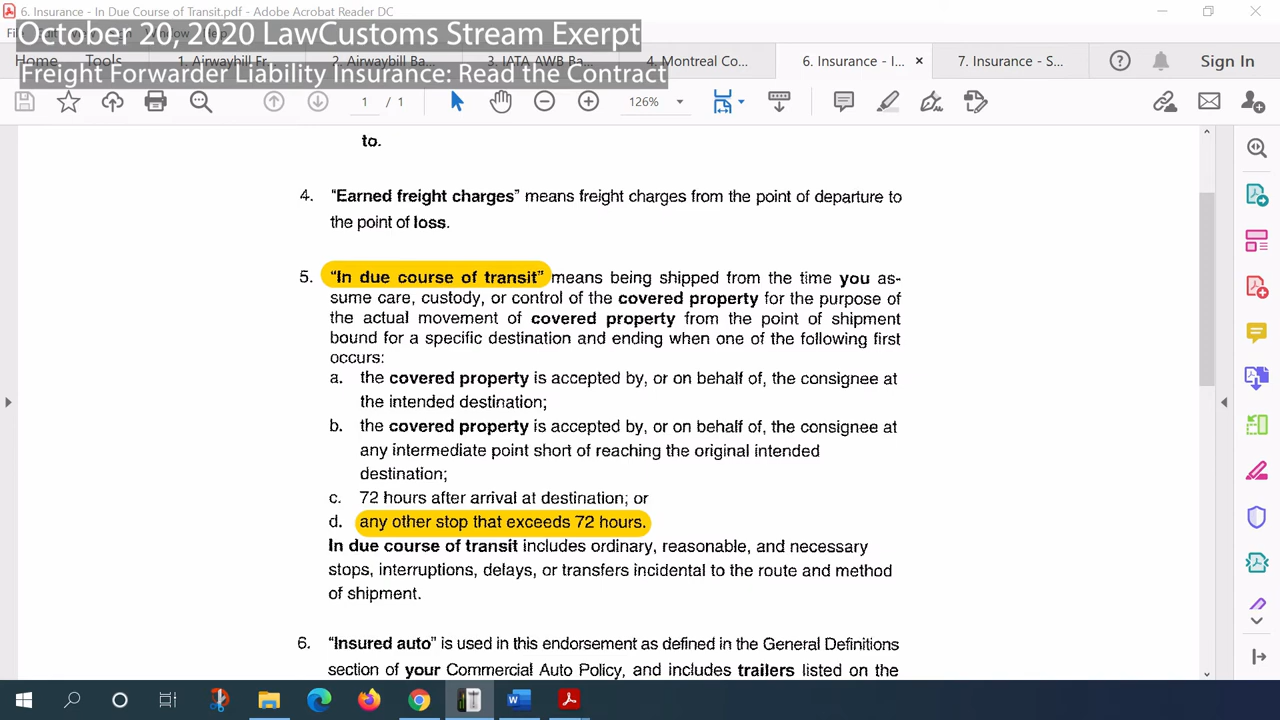 6. Insurance - In Due Course of Transit.pdf - Adobe Acrobat Reader DC
October 20, 2020 LawCustoms Stream Exerpt
Home Tools 1. Airwaybill Fr... 2. Airwaybill Ba... 3. IATA AWB Ba... 4. Montreal Co... 6. Insurance - I... × 7. Insurance - S... Sign In
Freight Forwarder Liability Insurance: Read the Contract
1 / 1 126%
to.
4. “Earned freight charges” means freight charges from the point of departure to
the point of loss.
5. “In due course of transit” means being shipped from the time you as-
sume care, custody, or control of the covered property for the purpose of
the actual movement of covered property from the point of shipment
bound for a specific destination and ending when one of the following first
occurs:
a. the covered property is accepted by, or on behalf of, the consignee at
the intended destination;
b. the covered property is accepted by, or on behalf of, the consignee at
any intermediate point short of reaching the original intended
destination;
c. 72 hours after arrival at destination; or
d. any other stop that exceeds 72 hours.
In due course of transit includes ordinary, reasonable, and necessary
stops, interruptions, delays, or transfers incidental to the route and method
of shipment.
6. “Insured auto” is used in this endorsement as defined in the General Definitions
section of your Commercial Auto Policy, and includes trailers listed on the